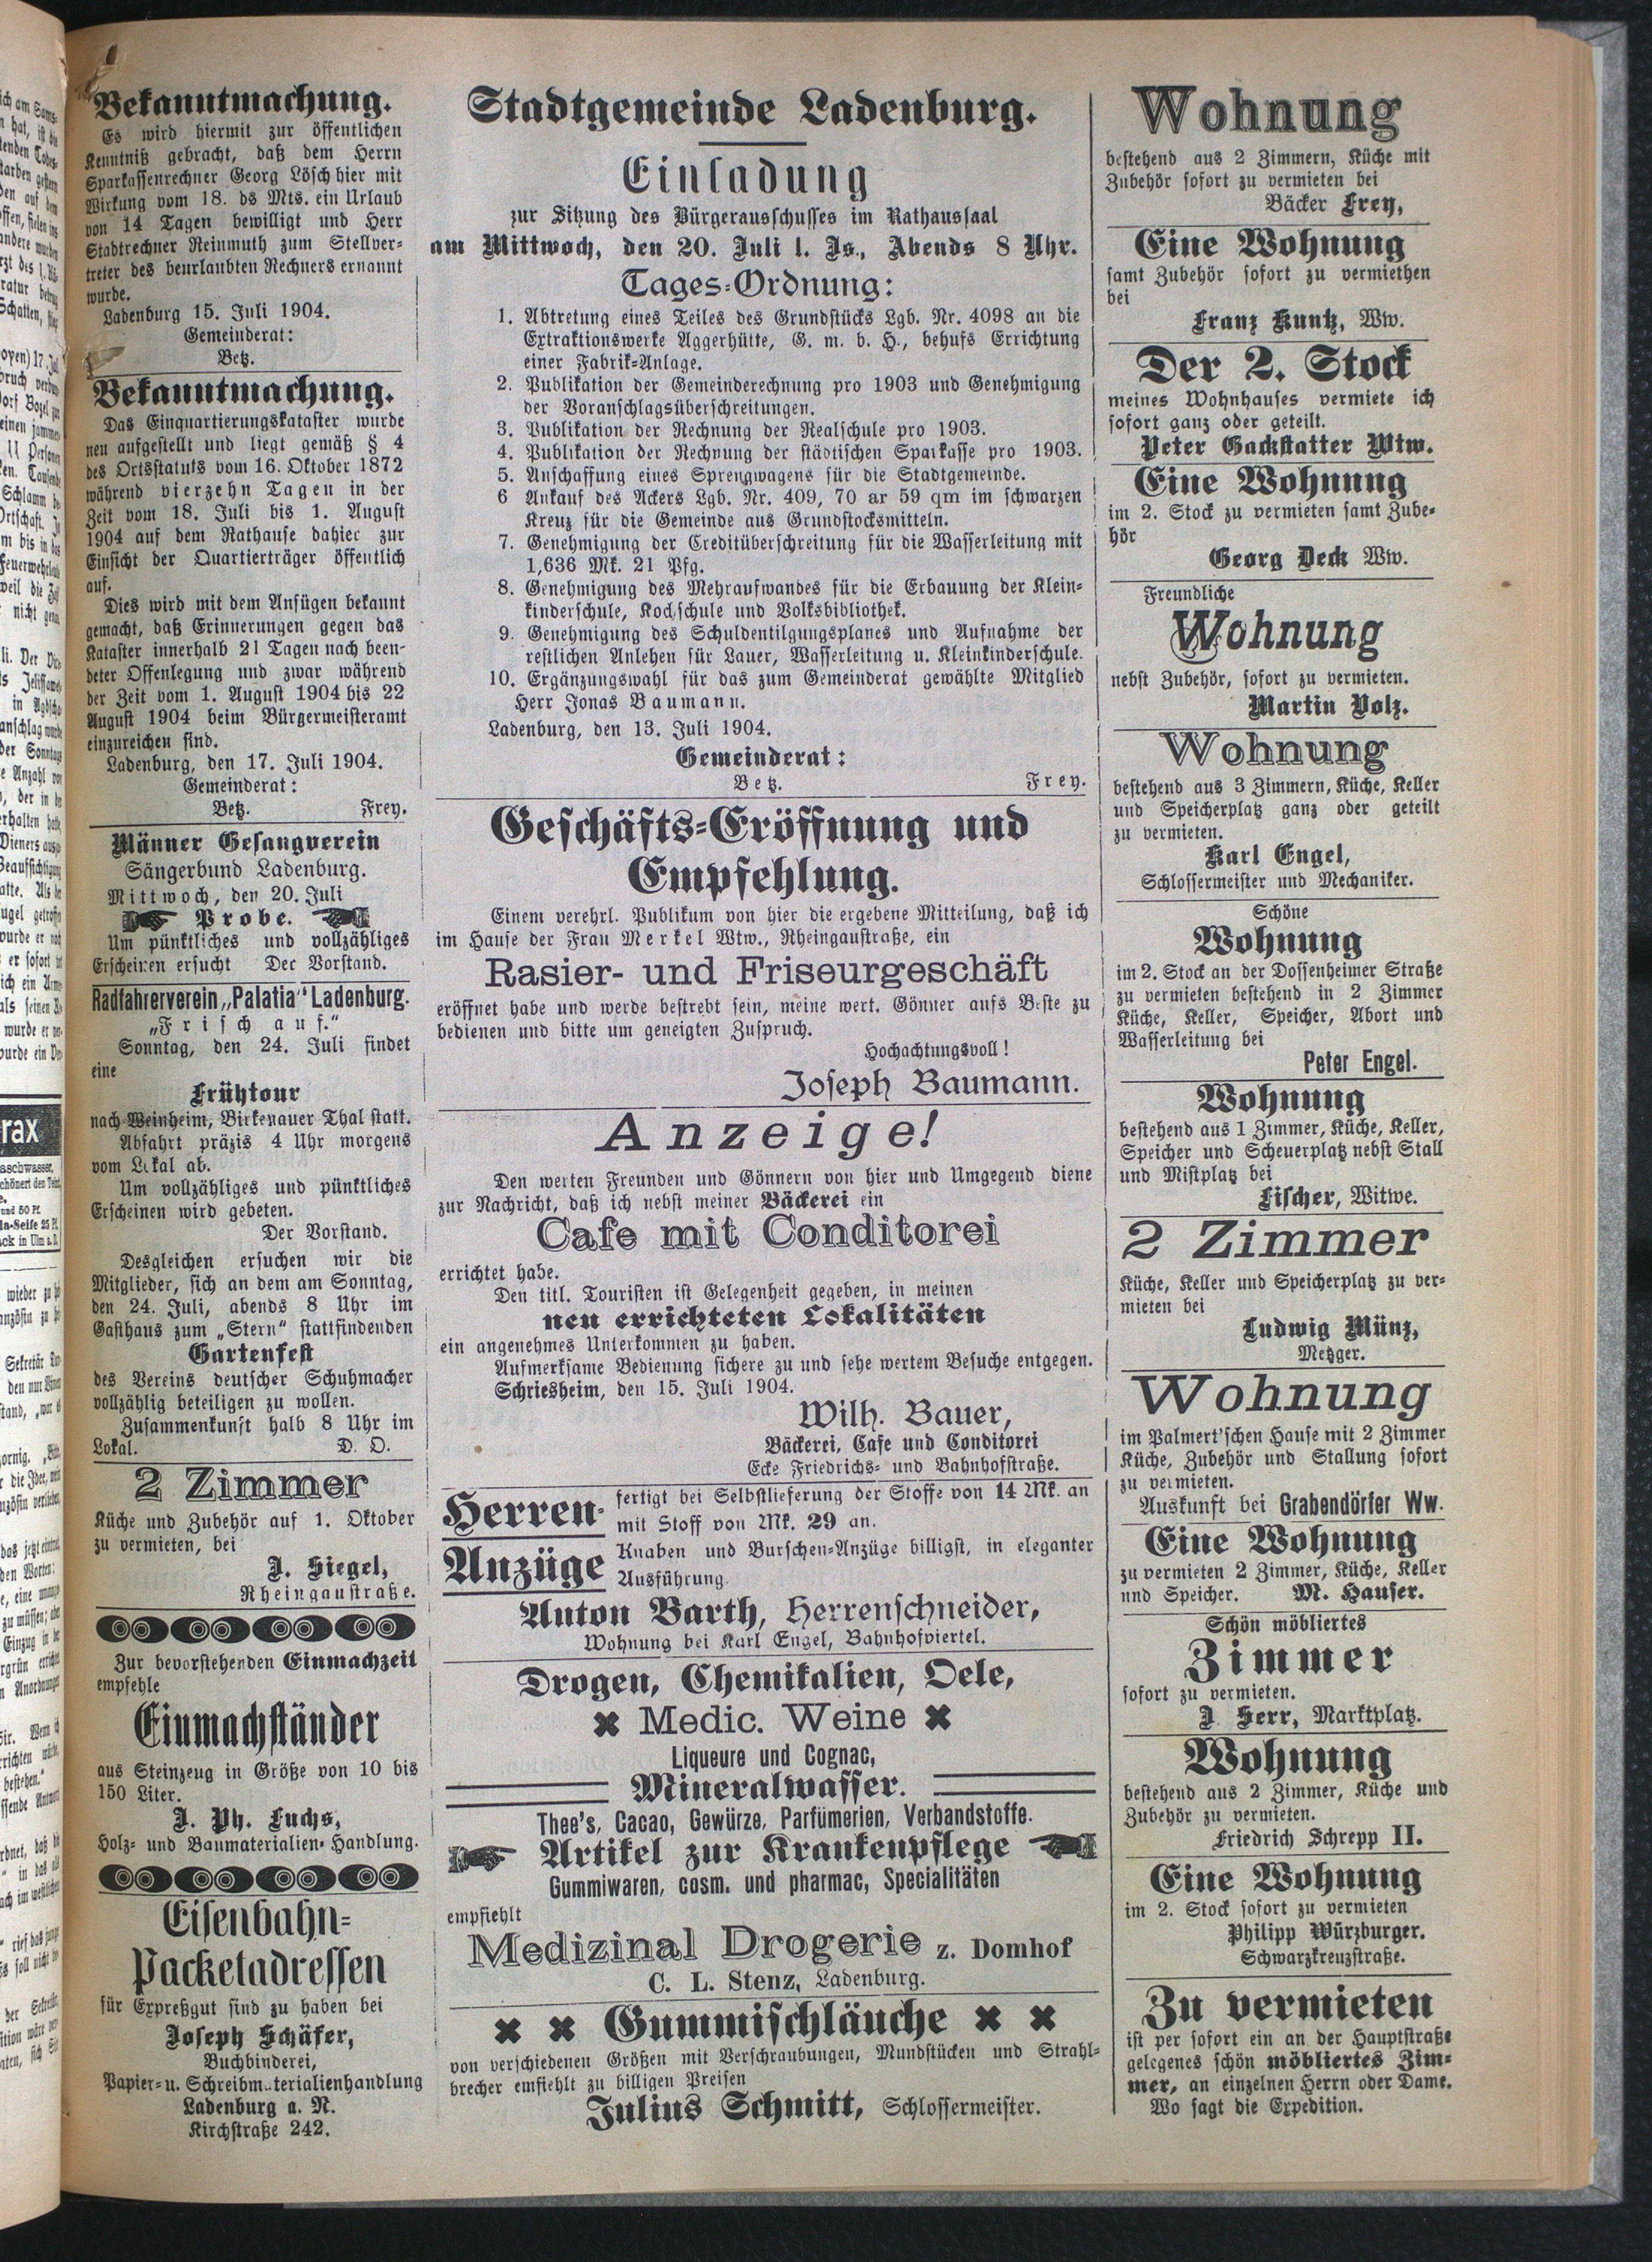 Bekanntmachung.
Es wird hiermit zur öffentlichen
Kenntniß gebracht, daß dem Herrn
Sparkassenrechner Georg Lösch hier mit
Wirkung vom 18. ds Mts. ein Urlaub
von 14 Tagen bewilligt und Herr
Stadtrechner Reinmuth zum Stellver-
treter des beurlaubten Rechners ernannt
wurde.
Ladenburg 15. Juli 1904.
Gemeinderat:
Betz.
Bekanntmachung.
Das Einquartierungskataster wurde
neu aufgestellt und liegt gemäß § 4
des Ortsstatuts vom 16. Oktober 1872
während vierzehn Tagen in der
Zeit vom 18. Juli bis 1. August
1904 auf dem Rathause dahier zur
Einsicht der Quartierträger öffentlich
auf.
Dies wird mit dem Anfügen bekannt
gemacht, daß Erinnerungen gegen das
Kataster innerhalb 21 Tagen nach been-
deter Offenlegung und zwar während
der Zeit vom 1. August 1904 bis 22
August 1904 beim Bürgermeisteramt
einzureichen sind.
Ladenburg, den 17. Juli 1904.
Gemeinderat:
Betz. Frey.
Männer Gesangverein
Sängerbund Ladenburg.
Mittwoch, den 20. Juli
Probe.
Um pünktliches und vollzähliges
Erscheinen ersucht Der Vorstand.
Radfahrerverein „Palatia" Ladenburg.
„Frisch auf."
Sonntag, den 24. Juli findet
eine
Frühtour
nach Weinheim, Birkenauer Thal statt.
Abfahrt präzis 4 Uhr morgens
vom Lokal ab.
Um vollzähliges und pünktliches
Erscheinen wird gebeten.
Der Vorstand.
Desgleichen ersuchen wir die
Mitglieder, sich an dem am Sonntag,
den 24. Juli, abends 8 Uhr im
Gasthaus zum „Stern" stattfindenden
Gartenfest
des Vereins deutscher Schuhmacher
vollzählig beteiligen zu wollen.
Zusammenkunft halb 8 Uhr im
Lokal. D. O.
2 Zimmer
Küche und Zubehör auf 1. Oktober
zu vermieten, bei
J. Siegel,
Rheingaustraße.
Zur bevorstehenden Einmachzeit
empfehle
Einmachständer
aus Steinzeug in Größe von 10 bis
150 Liter.
J. Ph. Fuchs,
Holz- und Baumaterialien-Handlung.
Eisenbahn-
Packetadressen
für Expreßgut sind zu haben bei
Joseph Schäfer,
Buchbinderei,
Papier- u. Schreibmaterialienhandlung
Ladenburg a. N.
Kirchstraße 242.
Stadtgemeinde Ladenburg.
Einladung
zur Sitzung des Bürgerausschusses im Rathaussaal
am Mittwoch, den 20. Juli l. Js., Abends 8 Uhr.
Tages-Ordnung:
1. Abtretung eines Teiles des Grundstücks Lgb. Nr. 4098 an die
Extraktionswerke Aggerhütte, G. m. b. H., behufs Errichtung
einer Fabrik-Anlage.
2. Publikation der Gemeinderechnung pro 1903 und Genehmigung
der Voranschlagsüberschreitungen.
3. Publikation der Rechnung der Realschule pro 1903.
4. Publikation der Rechnung der städtischen Sparkasse pro 1903.
5. Anschaffung eines Sprengwagens für die Stadtgemeinde.
6 Ankauf des Ackers Lgb. Nr. 409, 70 ar 59 qm im schwarzen
Kreuz für die Gemeinde aus Grundstocksmitteln.
7. Genehmigung der Creditüberschreitung für die Wasserleitung mit
1,636 Mk. 21 Pfg.
8. Genehmigung des Mehraufwandes für die Erbauung der Klein-
kinderschule, Kochschule und Volksbibliothek.
9. Genehmigung des Schuldentilgungsplanes und Aufnahme der
restlichen Anlehen für Lauer, Wasserleitung u. Kleinkinderschule.
10. Ergänzungswahl für das zum Gemeinderat gewählte Mitglied
Herr Jonas Baumann.
Ladenburg, den 13. Juli 1904.
Gemeinderat:
Betz. Frey.
Geschäfts-Eröffnung und
Empfehlung.
Einem verehrl. Publikum von hier die ergebene Mitteilung, daß ich
im Hause der Frau Merkel Wtw., Rheingaustraße, ein
Rasier- und Friseurgeschäft
eröffnet habe und werde bestrebt sein, meine wert. Gönner aufs Beste zu
bedienen und bitte um geneigten Zuspruch.
Hochachtungsvoll!
Joseph Baumann.
Anzeige!
Den werten Freunden und Gönnern von hier und Umgegend diene
zur Nachricht, daß ich nebst meiner Bäckerei ein
Cafe mit Conditorei
errichtet habe.
Den titl. Touristen ist Gelegenheit gegeben, in meinen
neu errichteten Lokalitäten
ein angenehmes Unterkommen zu haben.
Aufmerksame Bedienung sichere zu und sehe wertem Besuche entgegen.
Schriesheim, den 15. Juli 1904.
Wilh. Bauer,
Bäckerei, Cafe und Conditorei
Ecke Friedrichs- und Bahnhofstraße.
Herren-
Anzüge
fertigt bei Selbstlieferung der Stoffe von 14 Mk. an
mit Stoff von Mk. 29 an.
Knaben und Burschen-Anzüge billigst, in eleganter
Ausführung.
Anton Barth, Herrenschneider,
Wohnung bei Karl Engel, Bahnhofviertel.
Drogen, Chemikalien, Oele,
✖ Medic. Weine ✖
Liqueure und Cognac,
Mineralwasser.
Thee's, Cacao, Gewürze, Parfümerien, Verbandstoffe.
Artikel zur Krankenpflege
Gummiwaren, cosm. und pharmac, Specialitäten
empfiehlt
Medizinal Drogerie z. Domhof
C. L. Stenz, Ladenburg.
✖ ✖ Gummischläuche ✖ ✖
von verschiedenen Größen mit Verschraubungen, Mundstücken und Strahl-
brecher emfiehlt zu billigen Preisen
Julius Schmitt, Schlossermeister.
Wohnung
bestehend aus 2 Zimmern, Küche mit
Zubehör sofort zu vermieten bei
Bäcker Frey,
Eine Wohnung
samt Zubehör sofort zu vermiethen
bei
Franz Kuntz, Ww.
Der 2. Stock
meines Wohnhauses vermiete ich
sofort ganz oder geteilt.
Peter Gackstatter Wtw.
Eine Wohnung
im 2. Stock zu vermieten samt Zube-
hör
Georg Deck Ww.
Freundliche
Wohnung
nebst Zubehör, sofort zu vermieten.
Martin Volz.
Wohnung
bestehend aus 3 Zimmern, Küche, Keller
und Speicherplatz ganz oder geteilt
zu vermieten.
Karl Engel,
Schlossermeister und Mechaniker.
Schöne
Wohnung
im 2. Stock an der Dossenheimer Straße
zu vermieten bestehend in 2 Zimmer
Küche, Keller, Speicher, Abort und
Wasserleitung bei
Peter Engel.
Wohnung
bestehend aus 1 Zimmer, Küche, Keller,
Speicher und Scheuerplatz nebst Stall
und Mistplatz bei
Fischer, Witwe.
2 Zimmer
Küche, Keller und Speicherplatz zu ver-
mieten bei
Ludwig Münz,
Metzger.
Wohnung
im Palmert'schen Hause mit 2 Zimmer
Küche, Zubehör und Stallung sofort
zu vermieten.
Auskunft bei Grabendörfer Ww.
Eine Wohnung
zu vermieten 2 Zimmer, Küche, Keller
und Speicher. M. Hauser.
Schön möbliertes
Zimmer
sofort zu vermieten.
J. Herr, Marktplatz.
Wohnung
bestehend aus 2 Zimmer, Küche und
Zubehör zu vermieten.
Friedrich Schrepp II.
Eine Wohnung
im 2. Stock sofort zu vermieten
Philipp Würzburger.
Schwarzkreuzstraße.
Zu vermieten
ist per sofort ein an der Hauptstraße
gelegenes schön möbliertes Zim-
mer, an einzelnen Herrn oder Dame.
Wo sagt die Expedition.